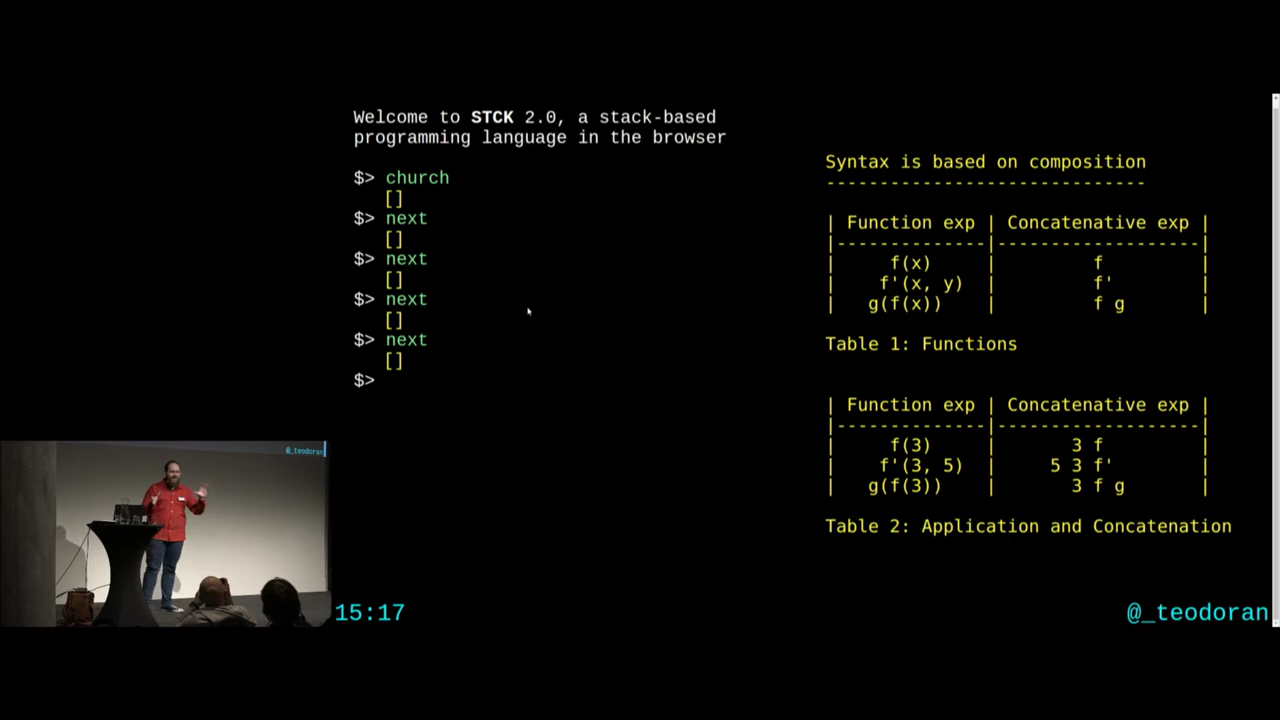 Welcome to STCK 2.0, a stack-based
programming language in the browser
$> church
[]
$> next
[]
$> next
[]
$> next
[]
$> next
[]
$>
Syntax is based on composition
------------------------------
| Function exp | Concatenative exp |
|--------------|-------------------|
| f(x) | f |
| f'(x, y) | f' |
| g(f(x)) | f g |
Table 1: Functions
| Function exp | Concatenative exp |
|--------------|-------------------|
| f(3) | 3 f |
| f'(3, 5) | 5 3 f' |
| g(f(3)) | 3 f g |
Table 2: Application and Concatenation
@_teodoran
15:17
@_teodoran